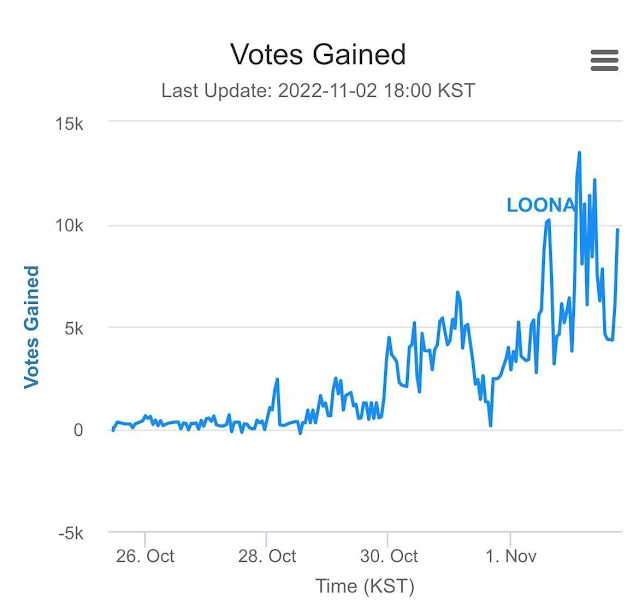 Votes Gained
Last Update: 2022-11-02 18:00 KST
15k
LOONA
10k
Votes Gained
5k
0
-5k
26. Oct 28. Oct 30. Oct 1. Nov
Time (KST)